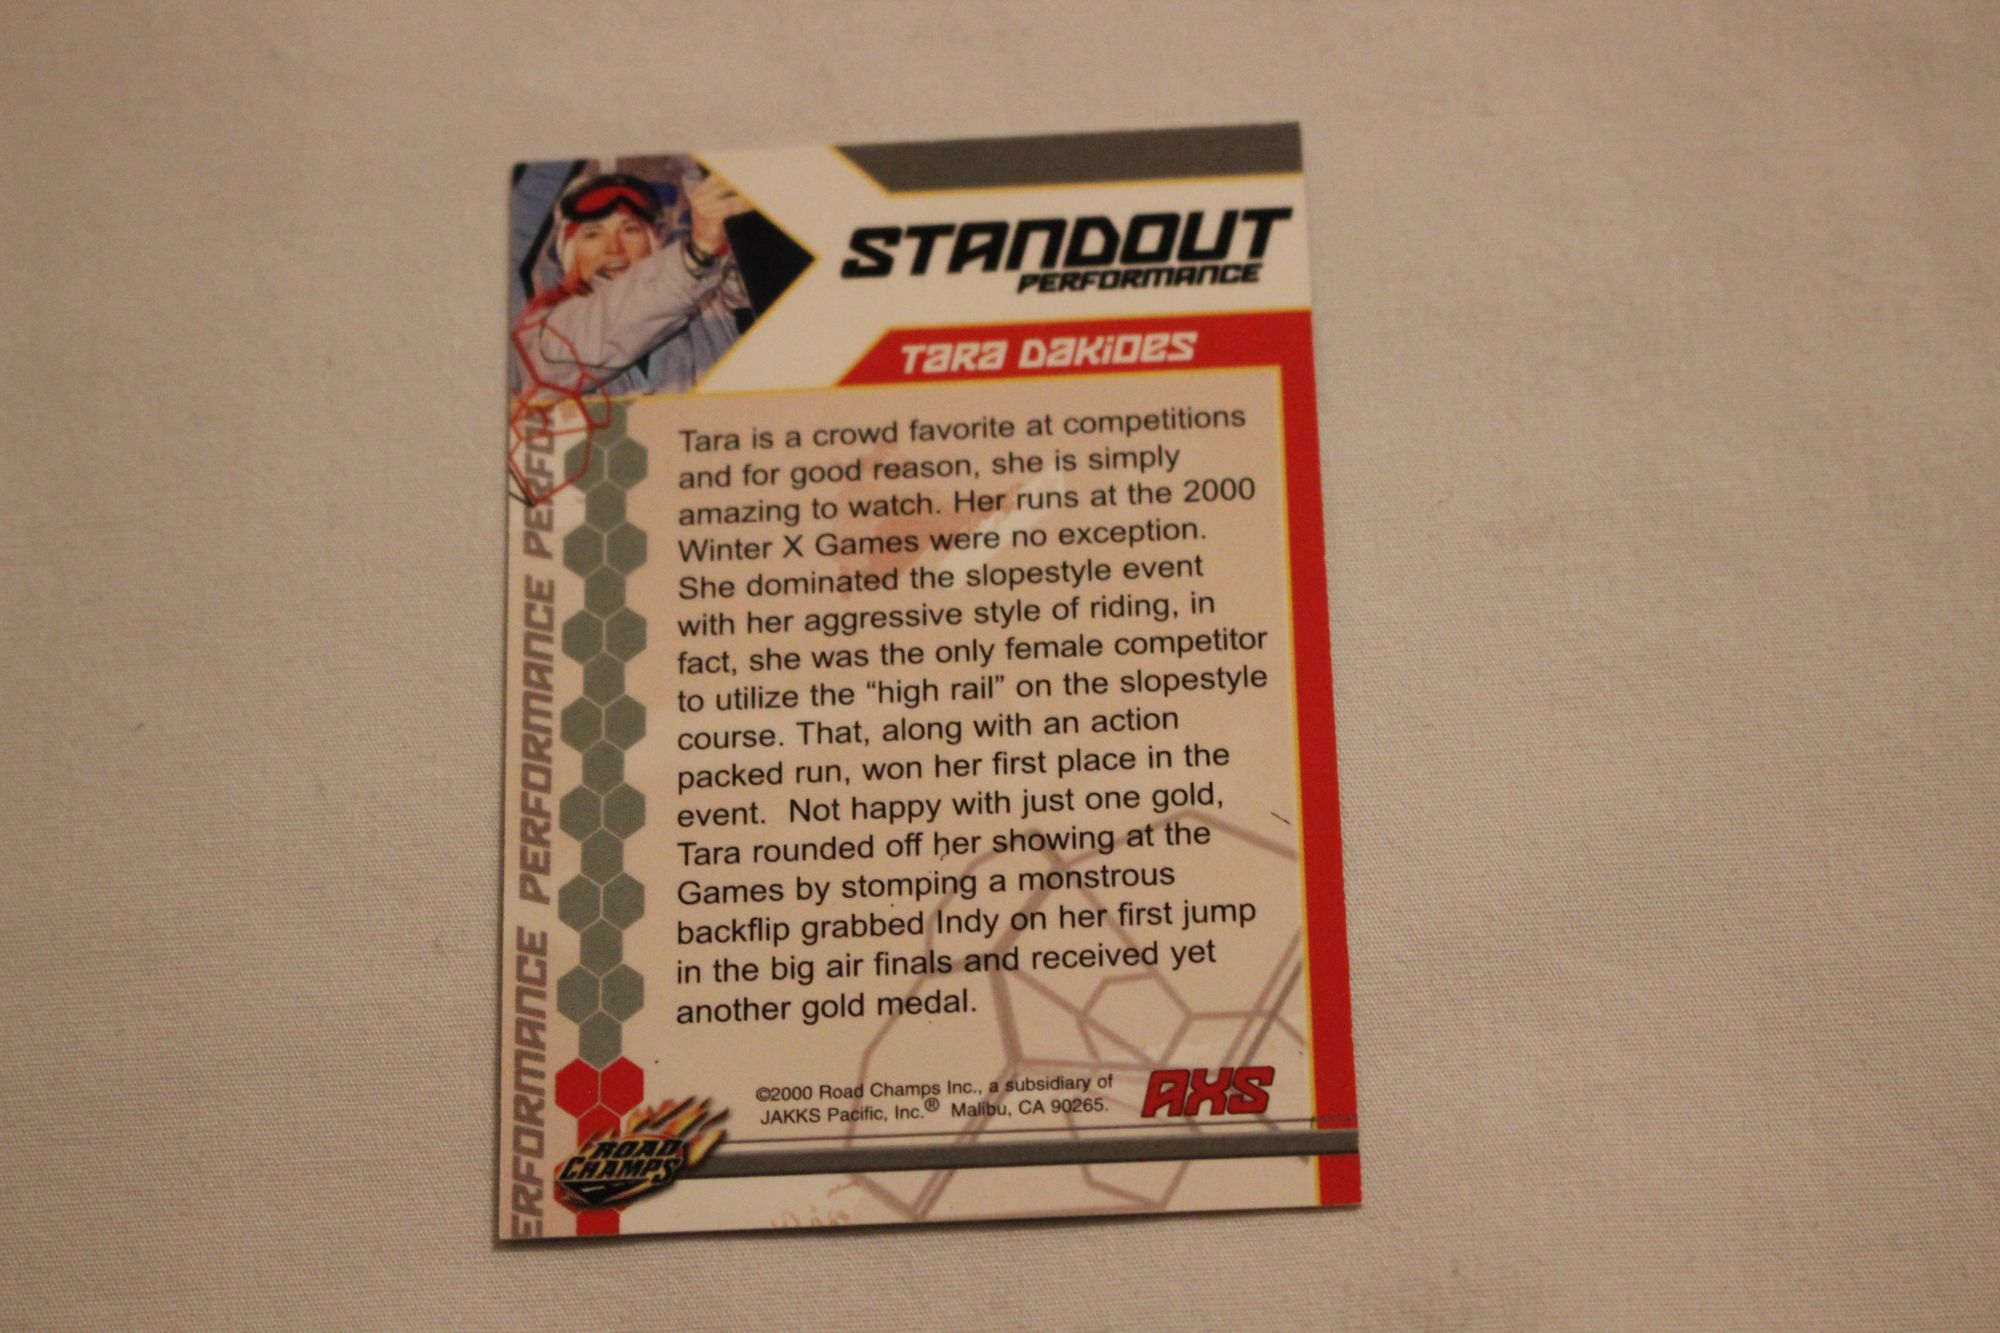 STANDOUT
PERFORMANCE
TARA DAKIDES
Tara is a crowd favorite at competitions
and for good reason, she is simply
amazing to watch. Her runs at the 2000
Winter X Games were no exception.
She dominated the slopestyle event
with her aggressive style of riding, in
fact, she was the only female competitor
to utilize the “high rail” on the slopestyle
course. That, along with an action
packed run, won her first place in the
event.  Not happy with just one gold,
Tara rounded off her showing at the
Games by stomping a monstrous
backflip grabbed Indy on her first jump
in the big air finals and received yet
another gold medal.
©2000 Road Champs Inc., a subsidiary of
JAKKS Pacific, Inc.® Malibu, CA 90265.
AXS
ROAD
CHAMPS
ERFORMANCE PERFORMANCE PERFORMANCE PERFOR